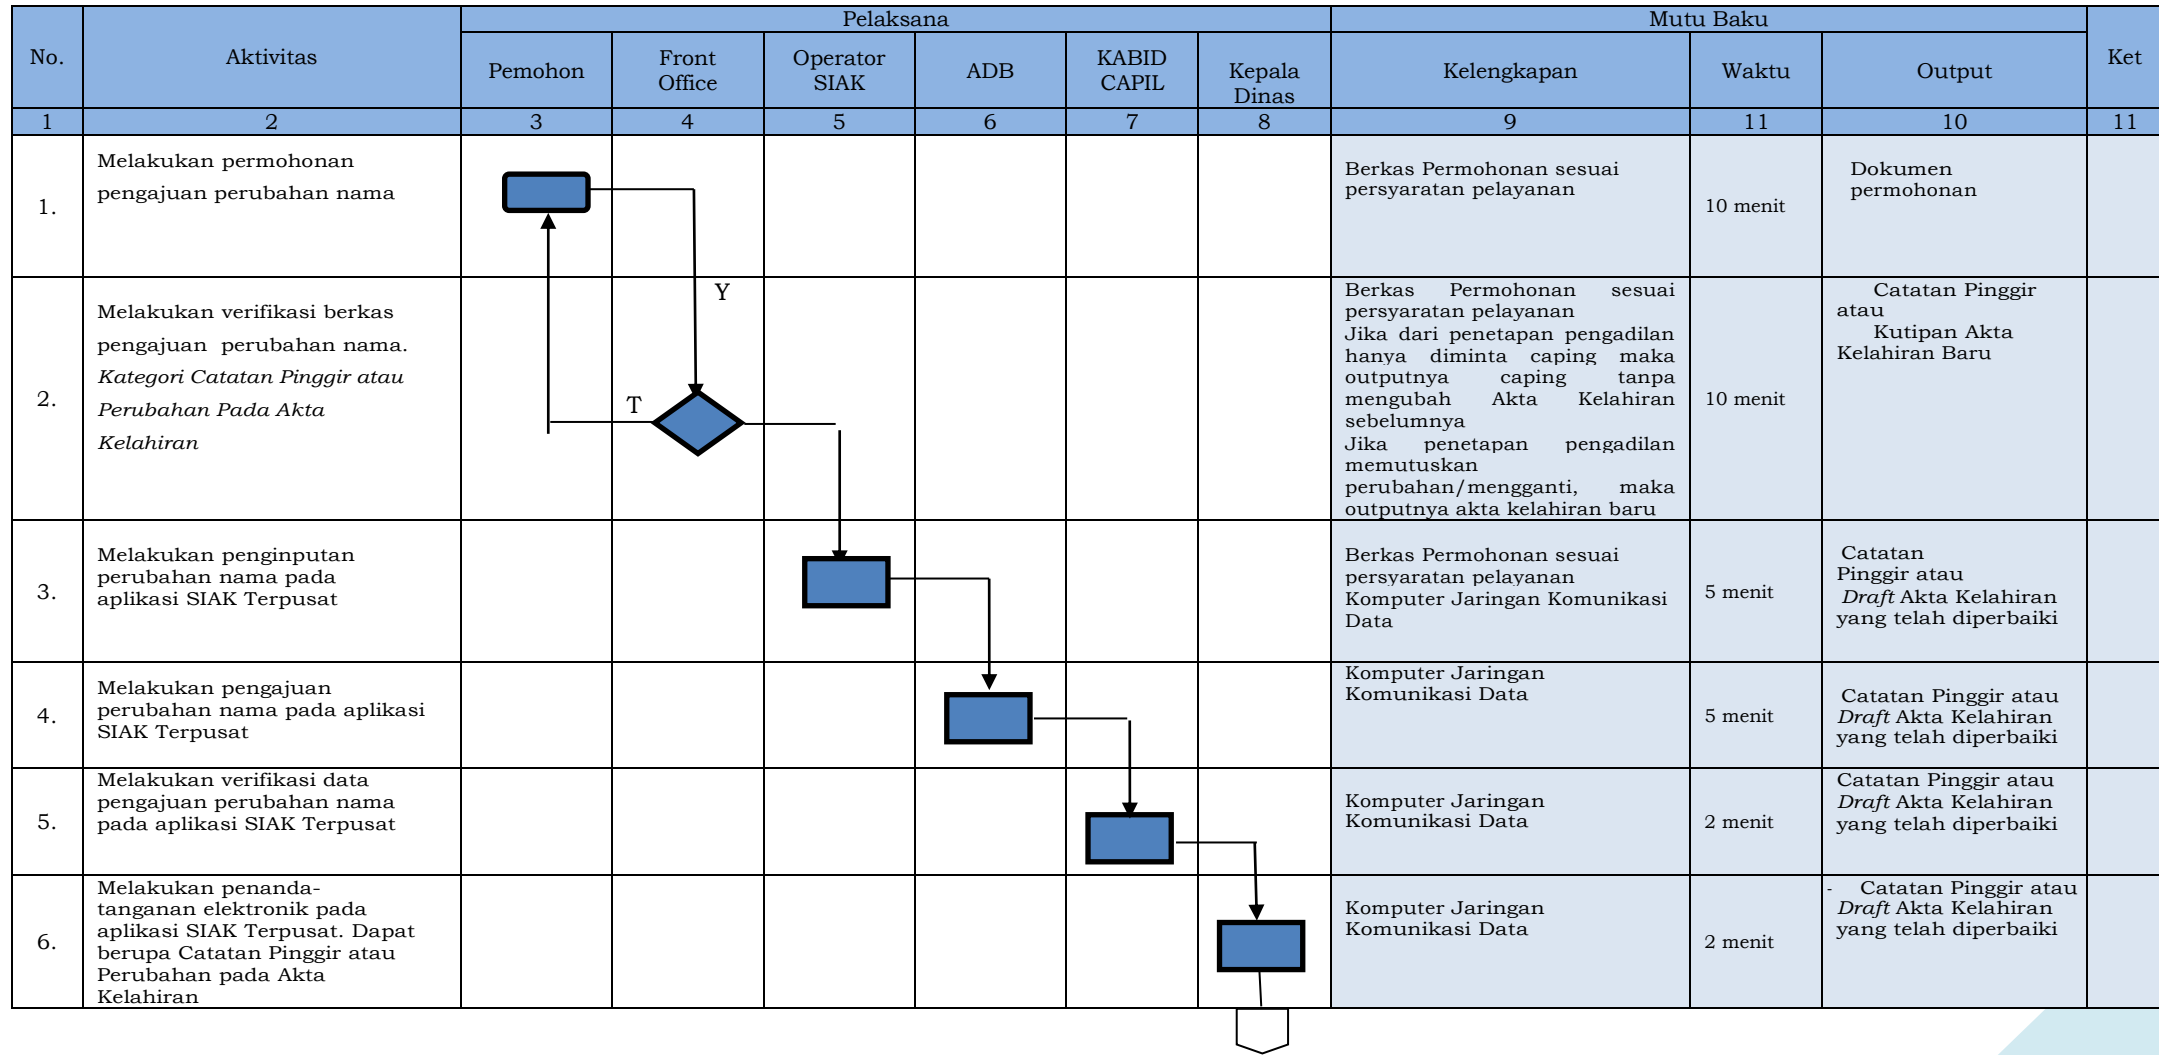 Pelaksana
Mutu Baku
No.
Aktivitas
Pemohon
Front
Office
Operator
SIAK
ADB
KABID
CAPIL
Kepala
Dinas
Kelengkapan
Waktu
Output
Ket
1
2
3
4
5
6
7
8
9
11
10
11
1.
Melakukan permohonan
pengajuan perubahan nama
Berkas Permohonan sesuai
persyaratan pelayanan
10 menit
Dokumen
permohonan
2.
Melakukan verifikasi berkas
pengajuan perubahan nama.
Kategori Catatan Pinggir atau
Perubahan Pada Akta
Kelahiran
Y
T
Berkas Permohonan sesuai
persyaratan pelayanan
Jika dari penetapan pengadilan
hanya diminta caping maka
outputnya caping tanpa
mengubah Akta Kelahiran
sebelumnya
Jika penetapan pengadilan
memutuskan
perubahan/mengganti, maka
outputnya akta kelahiran baru
10 menit
Catatan Pinggir
atau
Kutipan Akta
Kelahiran Baru
3.
Melakukan penginputan
perubahan nama pada
aplikasi SIAK Terpusat
Berkas Permohonan sesuai
persyaratan pelayanan
Komputer Jaringan Komunikasi
Data
5 menit
Catatan
Pinggir atau
Draft Akta Kelahiran
yang telah diperbaiki
4.
Melakukan pengajuan
perubahan nama pada aplikasi
SIAK Terpusat
Komputer Jaringan
Komunikasi Data
5 menit
Catatan Pinggir atau
Draft Akta Kelahiran
yang telah diperbaiki
5.
Melakukan verifikasi data
pengajuan perubahan nama
pada aplikasi SIAK Terpusat
Komputer Jaringan
Komunikasi Data
2 menit
Catatan Pinggir atau
Draft Akta Kelahiran
yang telah diperbaiki
6.
Melakukan penanda-
tanganan elektronik pada
aplikasi SIAK Terpusat. Dapat
berupa Catatan Pinggir atau
Perubahan pada Akta
Kelahiran
Komputer Jaringan
Komunikasi Data
2 menit
- Catatan Pinggir atau
Draft Akta Kelahiran
yang telah diperbaiki